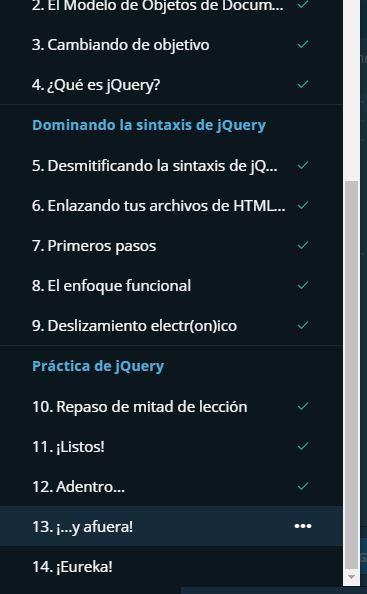 2. El Modelo de Objetos de Docum...
3. Cambiando de objetivo
4. ¿Qué es jQuery?
Dominando la sintaxis de jQuery
5. Desmitificando la sintaxis de jQ...
6. Enlazando tus archivos de HTML...
7. Primeros pasos
8. El enfoque funcional
9. Deslizamiento electr(on)ico
Práctica de jQuery
10. Repaso de mitad de lección
11. ¡Listos!
12. Adentro...
13. ¡...y afuera!
14. ¡Eureka!